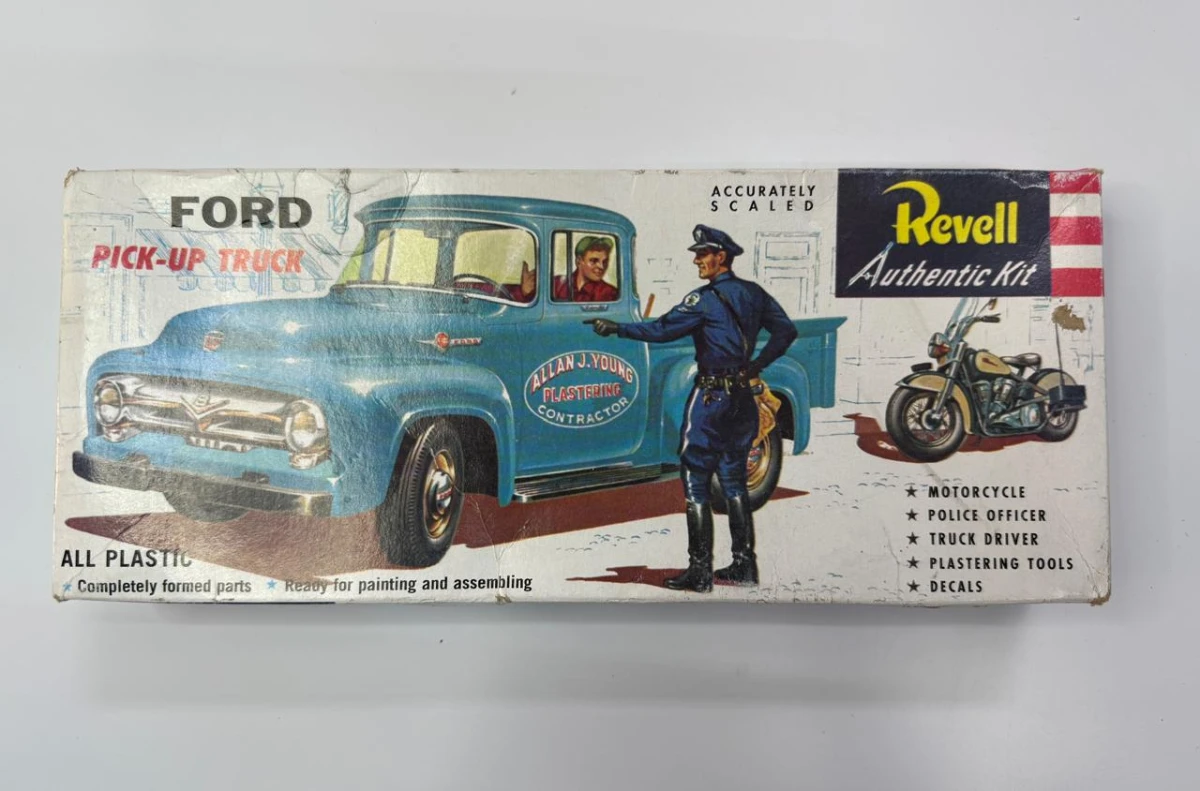 FORD
PICK-UP TRUCK
ACCURATELY
SCALED
Revell
Authentic Kit
ALLAN J. YOUNG
PLASTERING
CONTRACTOR
★ MOTORCYCLE
★ POLICE OFFICER
★ TRUCK DRIVER
★ PLASTERING TOOLS
★ DECALS
ALL PLASTIC
★ Completely formed parts ★ Ready for painting and assembling